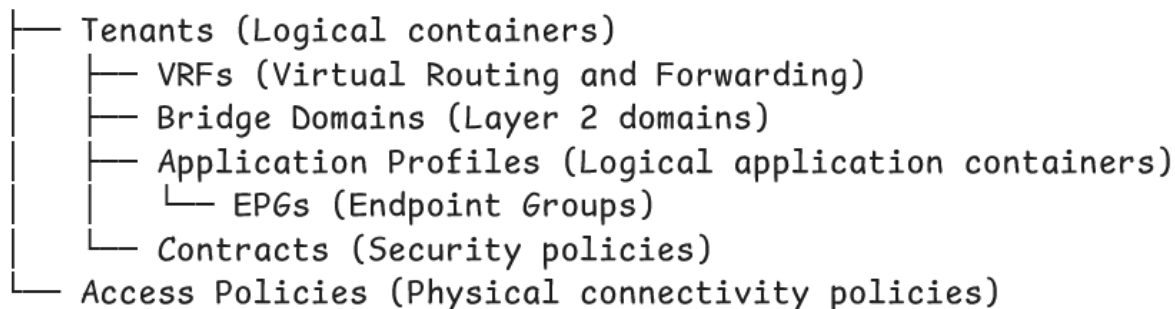 ├── Tenants (Logical containers)
│   ├── VRFs (Virtual Routing and Forwarding)
│   ├── Bridge Domains (Layer 2 domains)
│   ├── Application Profiles (Logical application containers)
│   │   └── EPGs (Endpoint Groups)
│   └── Contracts (Security policies)
└── Access Policies (Physical connectivity policies)